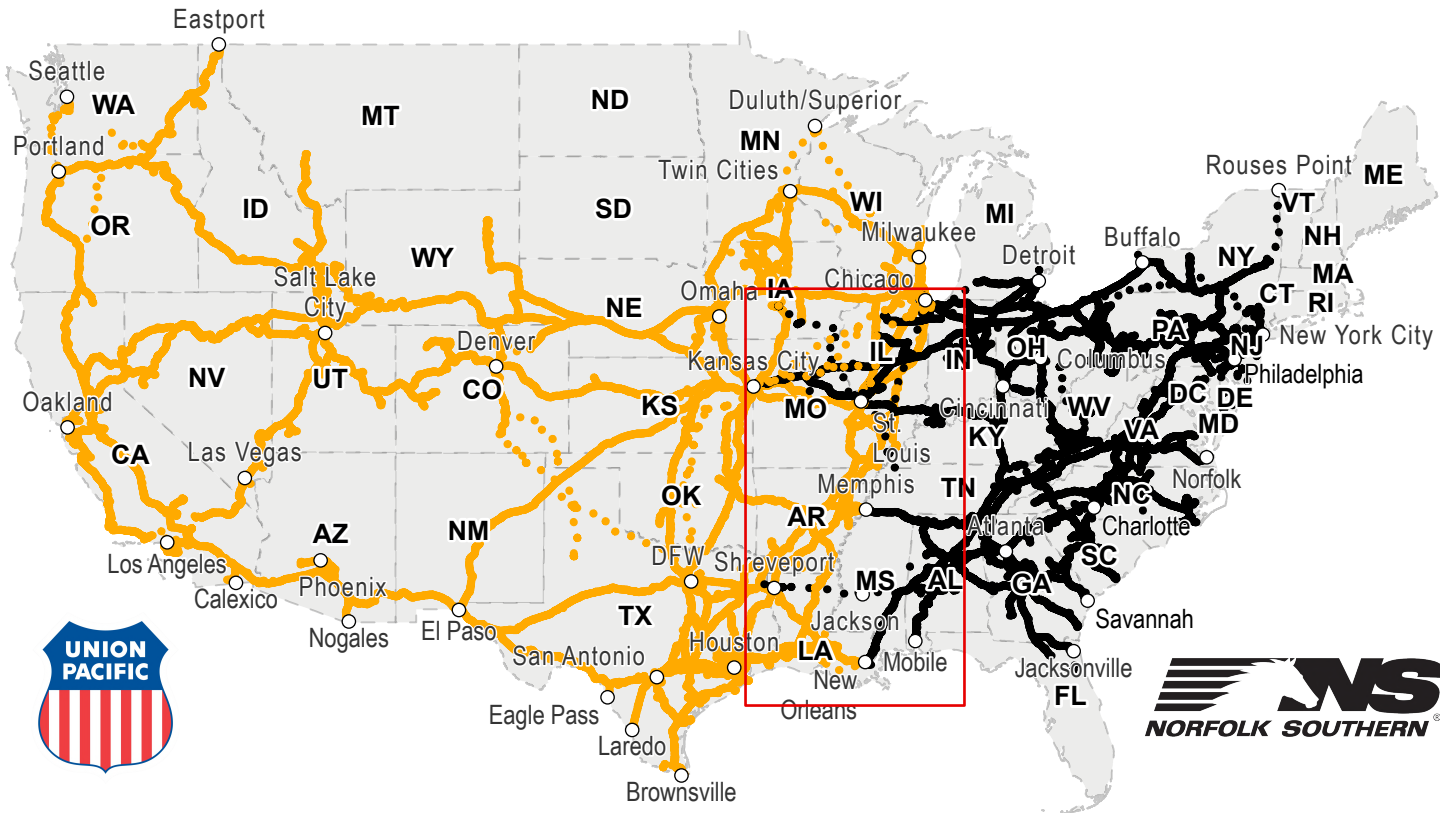 Eastport
Seattle
WA
MT
ND
Duluth/Superior
MN
Portland
Twin Cities
Rouses Point
ME
OR
ID
SD
WI
MI
VT
NH
Milwaukee
Detroit
Buffalo
NY
MA
WY
Salt Lake
City
Chicago
IA
Omaha
CT
RI
NE
Denver
Kansas City
IL
IN
OH
Columbus
PA
NJ
New York City
Philadelphia
NV
UT
CO
KS
MO
Cincinnati
WV
DC
DE
Oakland
St.
Louis
KY
VA
MD
CA
Las Vegas
Norfolk
OK
Memphis
TN
NC
AR
Atlanta
Charlotte
NM
AZ
Los Angeles
DFW
Shreveport
SC
Calexico
Phoenix
MS
AL
GA
Nogales
El Paso
TX
Jackson
Savannah
Houston
LA
San Antonio
New
Orleans
Mobile
Jacksonville
FL
Eagle Pass
Laredo
Brownsville
UNION
PACIFIC
NS
NORFOLK SOUTHERN®